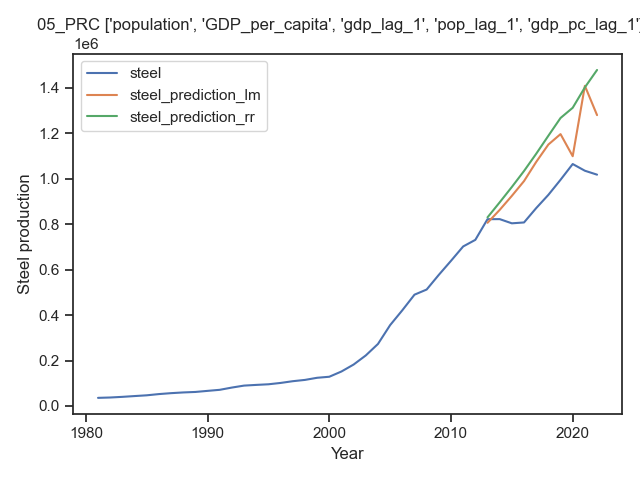 05_PRC ['population', 'GDP_per_capita', 'gdp_lag_1', 'pop_lag_1', 'gdp_pc_lag_1']
1e6
steel
steel_prediction_lm
steel_prediction_rr
1.4
1.2
1.0
0.8
0.6
0.4
0.2
0.0
Steel production
1980 1990 2000 2010 2020
Year